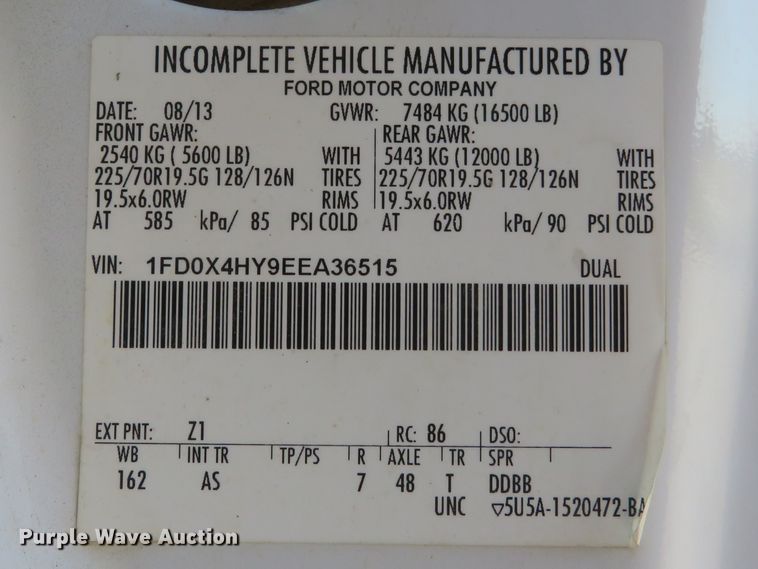 INCOMPLETE VEHICLE MANUFACTURED BY
FORD MOTOR COMPANY
DATE: 08/13 GVWR: 7484 KG (16500 LB)
FRONT GAWR: REAR GAWR:
2540 KG ( 5600 LB) WITH 5443 KG (12000 LB) WITH
225/70R19.5G 128/126N TIRES 225/70R19.5G 128/126N TIRES
19.5x6.0RW RIMS 19.5x6.0RW RIMS
AT 585 kPa/ 85 PSI COLD AT 620 kPa/ 90 PSI COLD
VIN: 1FD0X4HY9EEA36515 DUAL
EXT PNT: Z1 RC: 86 DSO:
WB INT TR TP/PS R AXLE TR SPR
162 AS 7 48 T DDBB
UNC ▽5U5A-1520472-BA
Purple Wave Auction